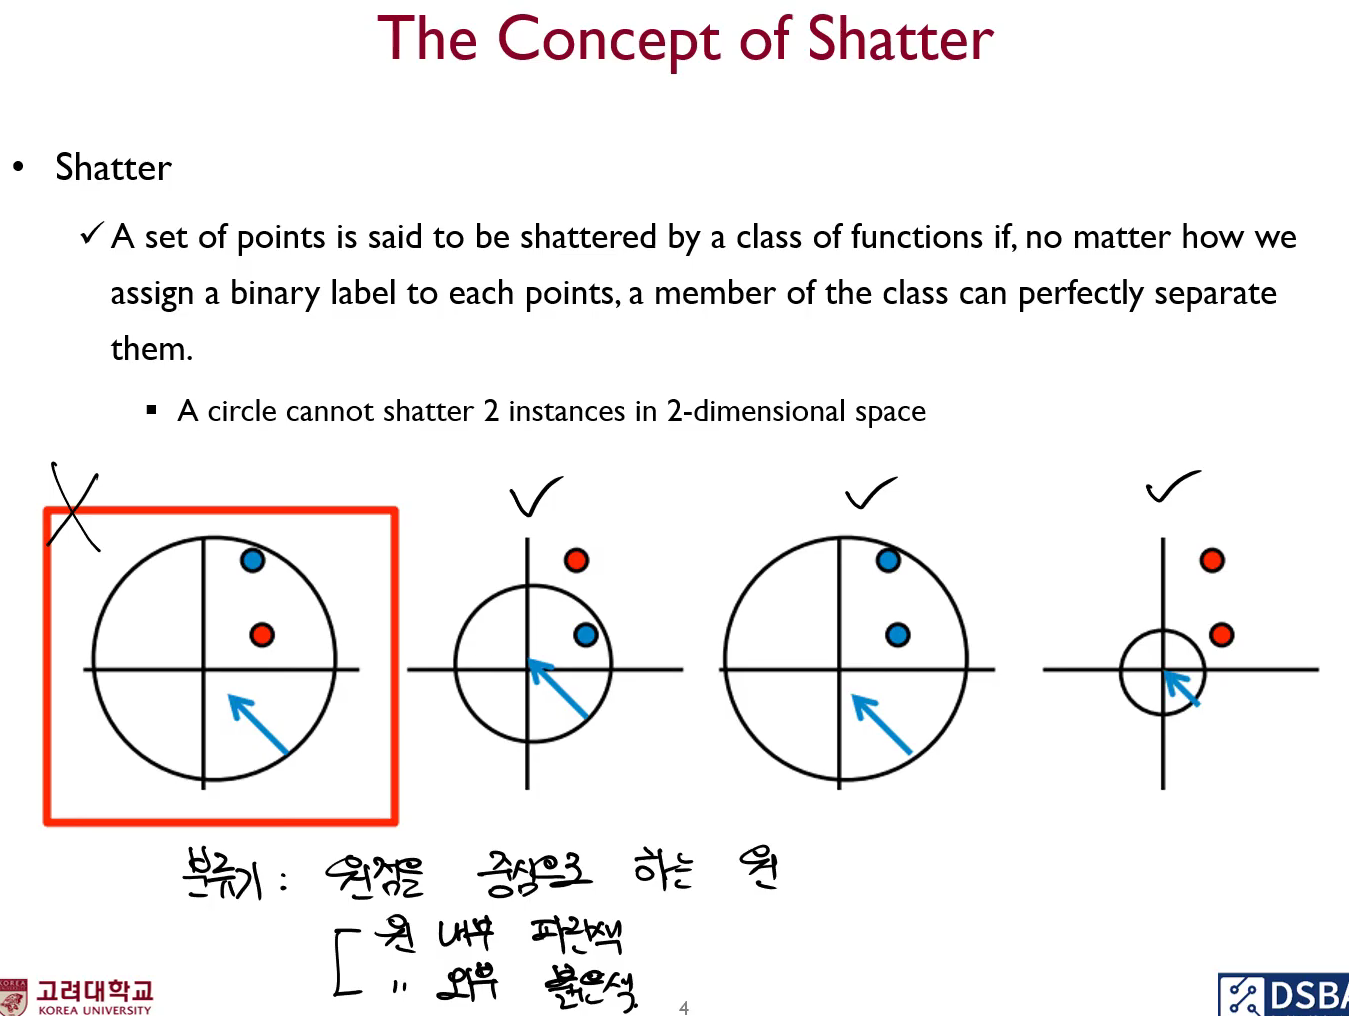 The Concept of Shatter
• Shatter
✓ A set of points is said to be shattered by a class of functions if, no matter how we
assign a binary label to each points, a member of the class can perfectly separate
them.
▪ A circle cannot shatter 2 instances in 2-dimensional space
분류기 : 원점을 중심으로 하는 원
원 내부 파란색
〃 외부 붉은색
고려대학교
KOREA UNIVERSITY
4
DSBA